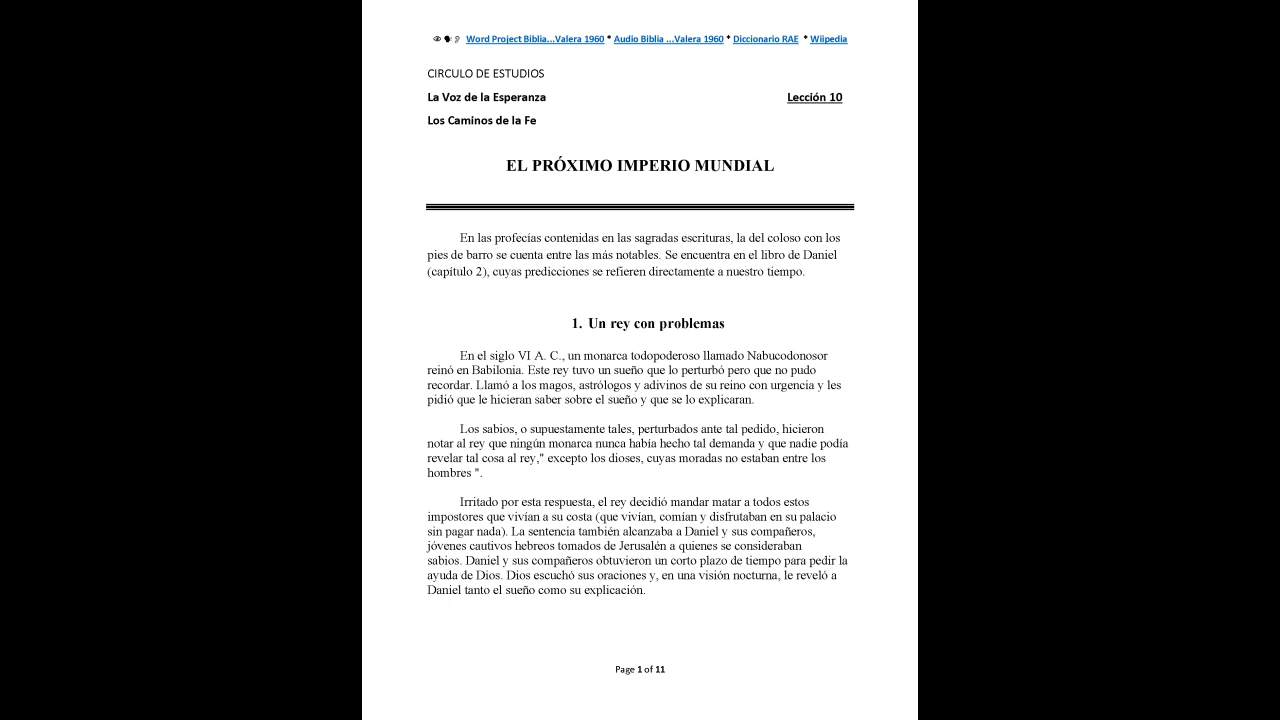 Word Project Biblia...Valera 1960 * Audio Biblia ...Valera 1960 * Diccionario RAE * Wiipedia
CIRCULO DE ESTUDIOS
La Voz de la Esperanza Lección 10
Los Caminos de la Fe
EL PRÓXIMO IMPERIO MUNDIAL
En las profecías contenidas en las sagradas escrituras, la del coloso con los
pies de barro se cuenta entre las más notables. Se encuentra en el libro de Daniel
(capítulo 2), cuyas predicciones se refieren directamente a nuestro tiempo.
1. Un rey con problemas
En el siglo VI A. C., un monarca todopoderoso llamado Nabucodonosor
reinó en Babilonia. Este rey tuvo un sueño que lo perturbó pero que no pudo
recordar. Llamó a los magos, astrólogos y adivinos de su reino con urgencia y les
pidió que le hicieran saber sobre el sueño y que se lo explicaran.
Los sabios, o supuestamente tales, perturbados ante tal pedido, hicieron
notar al rey que ningún monarca nunca había hecho tal demanda y que nadie podía
revelar tal cosa al rey," excepto los dioses, cuyas moradas no estaban entre los
hombres ".
Irritado por esta respuesta, el rey decidió mandar matar a todos estos
impostores que vivían a su costa (que vivían, comían y disfrutaban en su palacio
sin pagar nada). La sentencia también alcanzaba a Daniel y sus compañeros,
jóvenes cautivos hebreos tomados de Jerusalén a quienes se consideraban
sabios. Daniel y sus compañeros obtuvieron un corto plazo de tiempo para pedir la
ayuda de Dios. Dios escuchó sus oraciones y, en una visión nocturna, le reveló a
Daniel tanto el sueño como su explicación.
Page 1 of 11